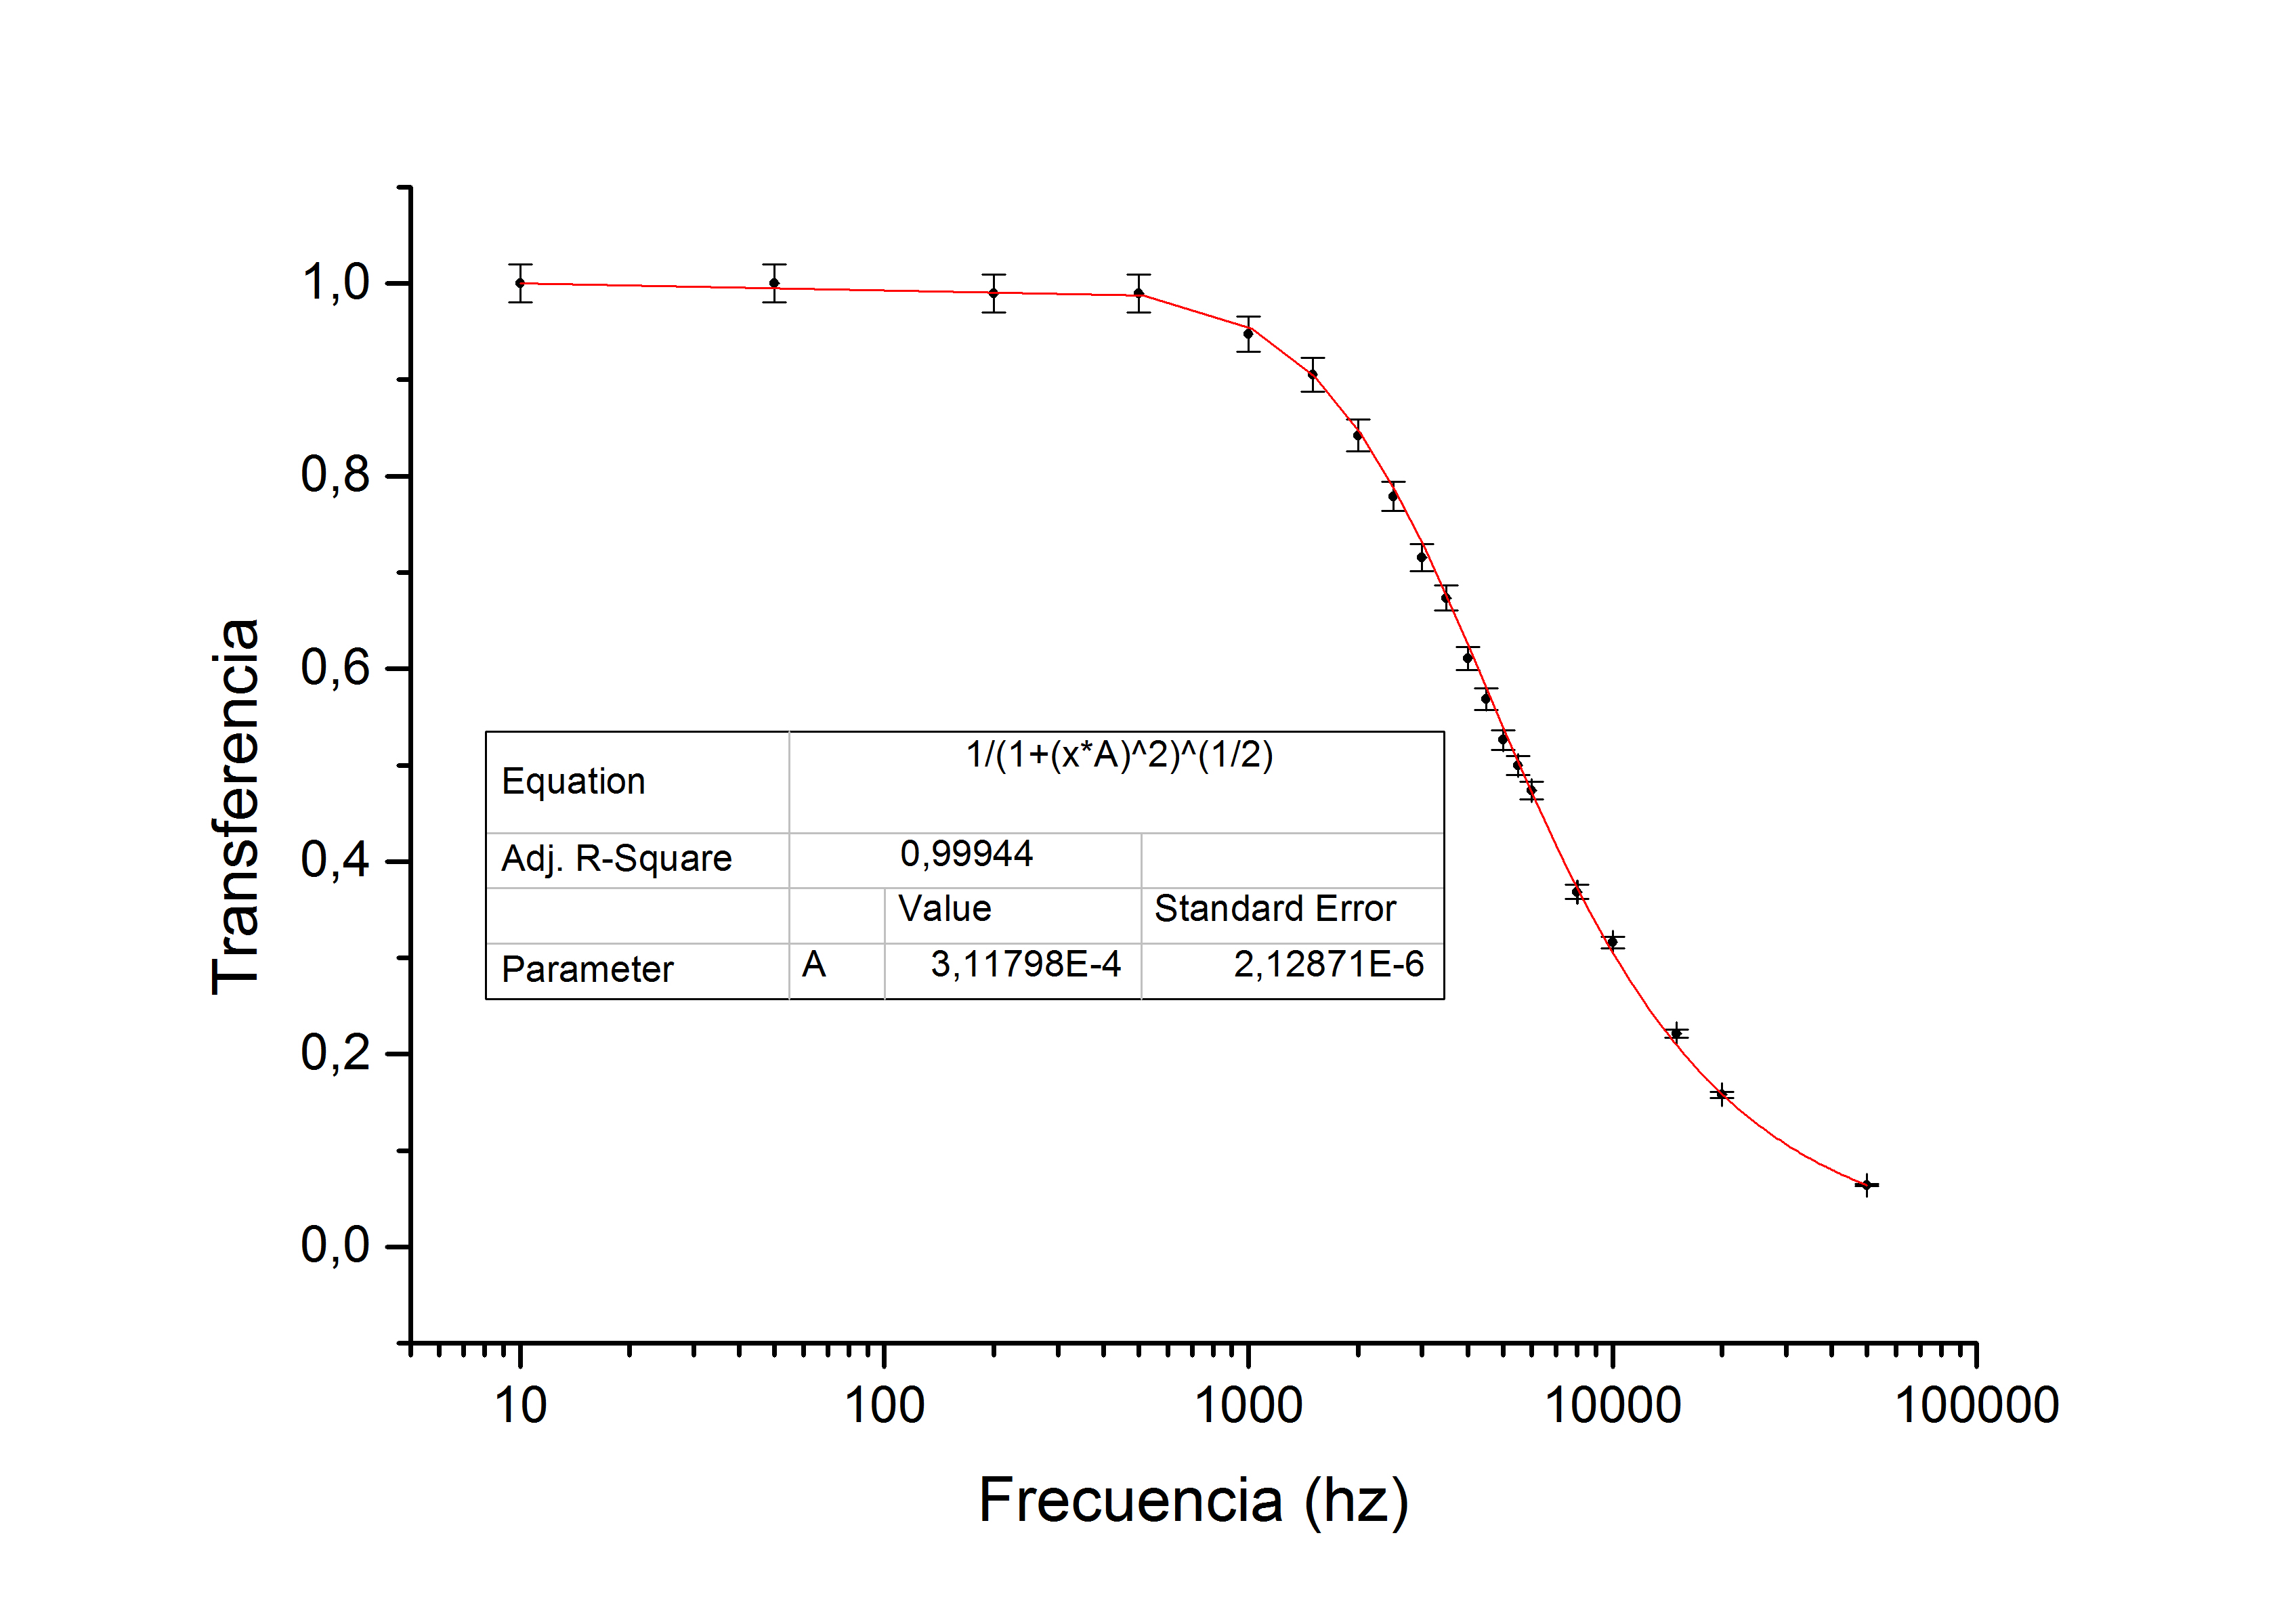 1,0
0,8
0,6
0,4
0,2
0,0
Transferencia
Equation 1/(1+(x*A)^2)^(1/2)
Adj. R-Square 0,99944
Value Standard Error
Parameter A 3,11798E-4 2,12871E-6
10 100 1000 10000 100000
Frecuencia (hz)